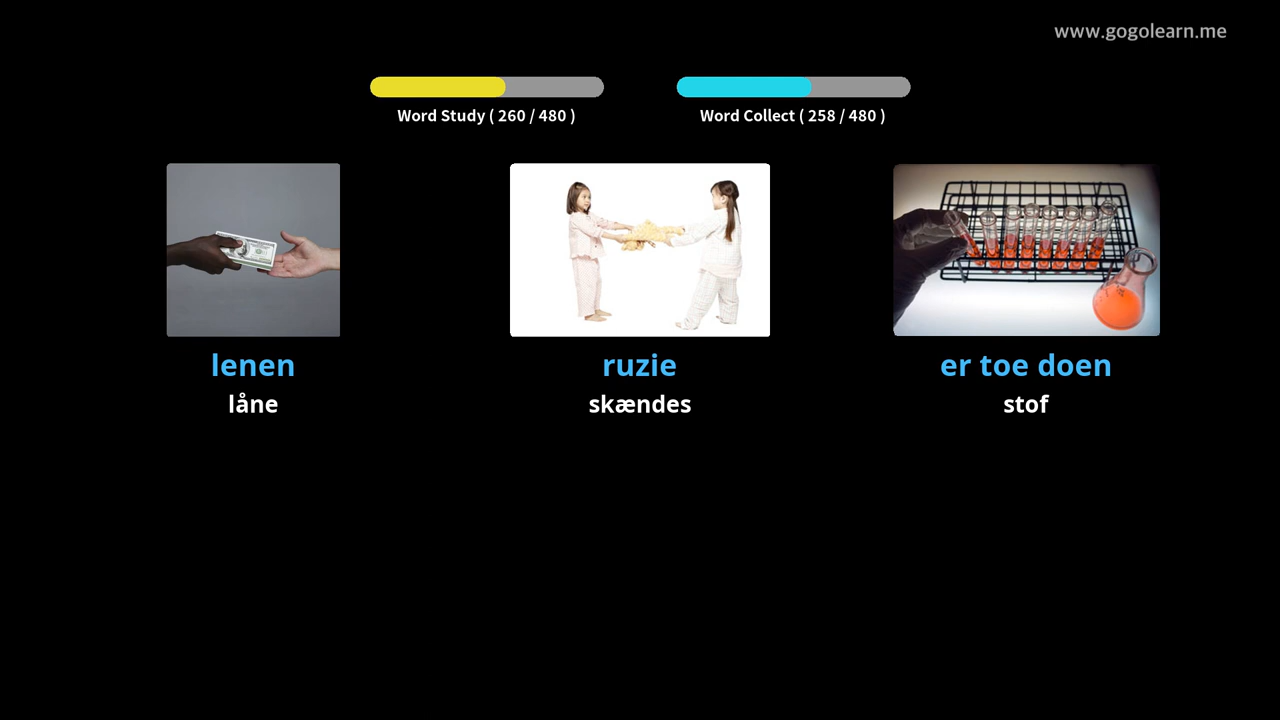 www.gogolearn.me
Word Study ( 260 / 480 )
Word Collect ( 258 / 480 )
lenen
låne
ruzie
skændes
er toe doen
stof